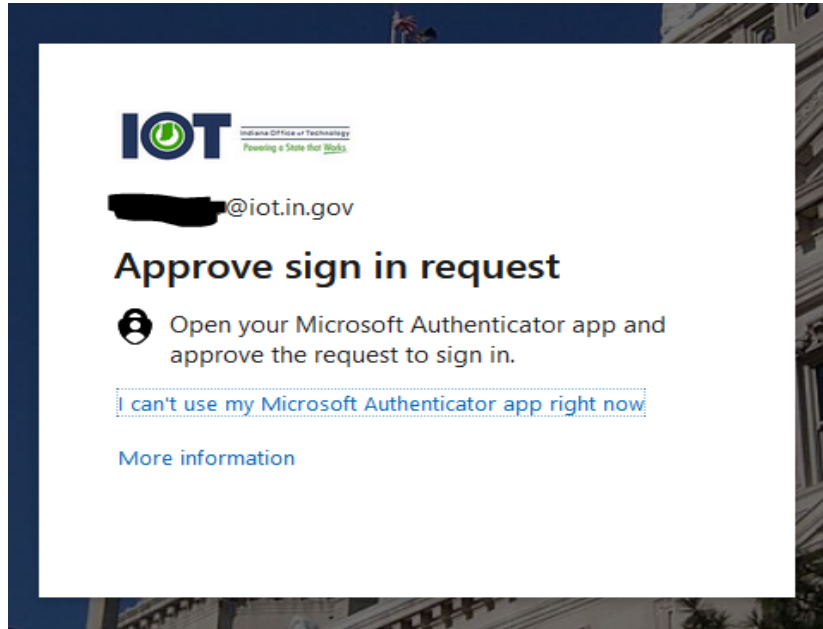 IOT
Indiana Office of Technology
Powering a State that Works
@iot.in.gov
Approve sign in request
Open your Microsoft Authenticator app and
approve the request to sign in.
I can't use my Microsoft Authenticator app right now
More information